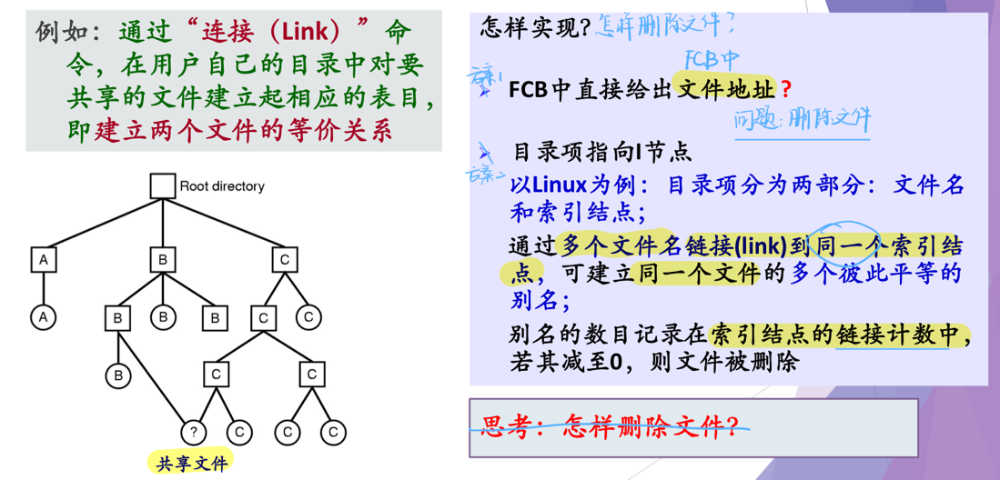 例如：通过“连接（Link）”命
令，在用户自己的目录中对要
共享的文件建立起相应的表目，
即建立两个文件的等价关系
Root directory
A
B
C
A
B
B
B
C
C
B
C
C
?
C
C
C
共享文件
怎样实现？怎样删除文件？
FCB中
方案1
FCB中直接给出文件地址？
问题：删除文件
目录项指向I节点
方案2
以Linux为例：目录项分为两部分：文件名
和索引结点；
通过多个文件名链接(link)到同一个索引结
点，可建立同一个文件的多个彼此平等的
别名；
别名的数目记录在索引结点的链接计数中，
若其减至0，则文件被删除
思考：怎样删除文件？